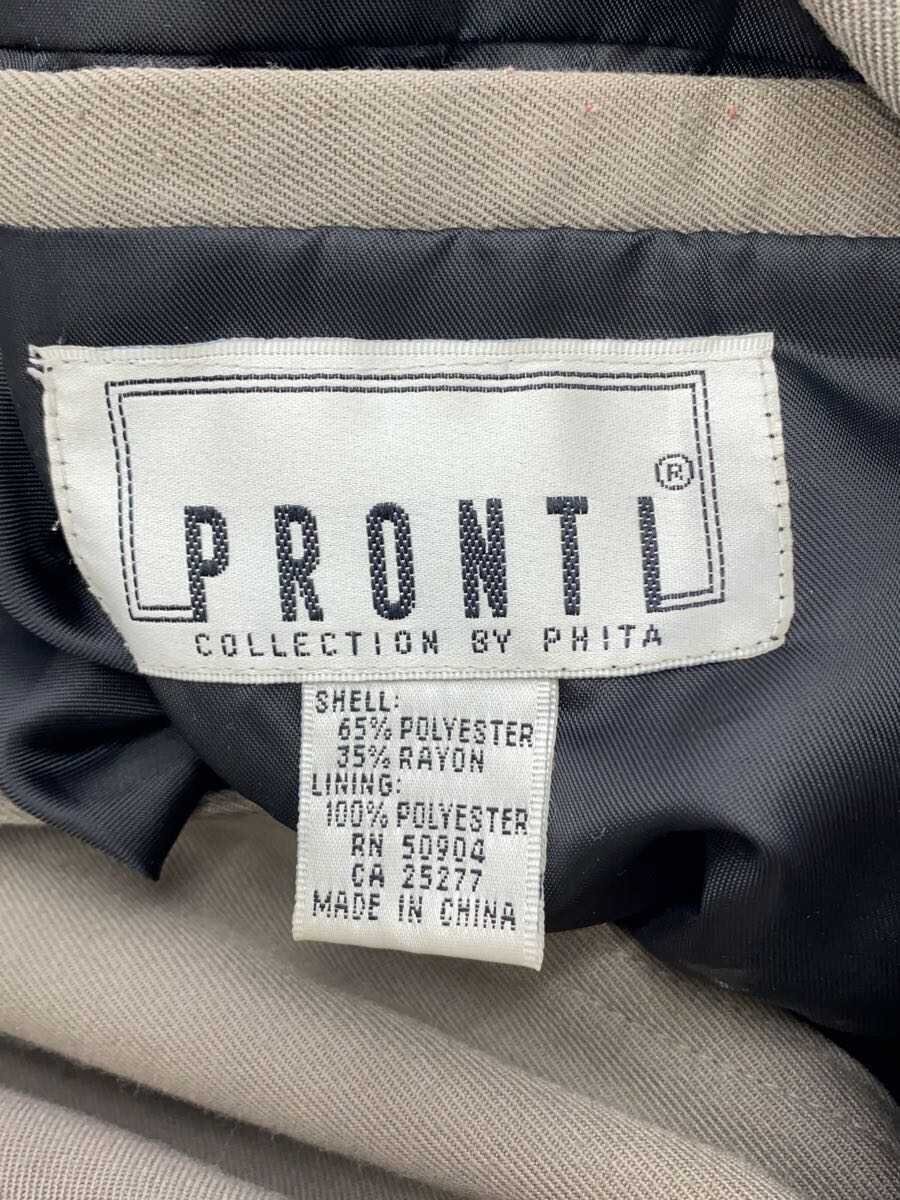 PRONTI®
COLLECTION BY PHITA
SHELL:
65% POLYESTER
35% RAYON
LINING:
100% POLYESTER
RN 50904
CA 25277
MADE IN CHINA